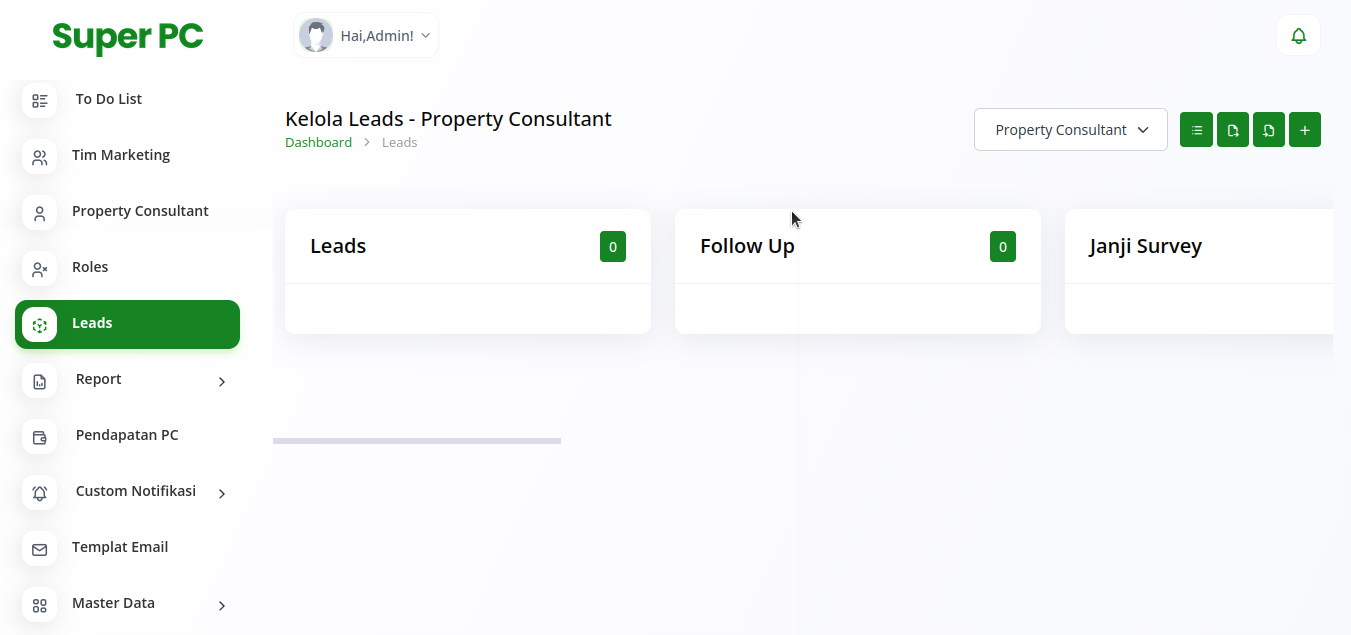 Super PC
Hai,Admin!
To Do List
Tim Marketing
Property Consultant
Roles
Leads
Report
Pendapatan PC
Custom Notifikasi
Templat Email
Master Data
Kelola Leads - Property Consultant
Dashboard Leads
Property Consultant
Leads 0
Follow Up 0
Janji Survey